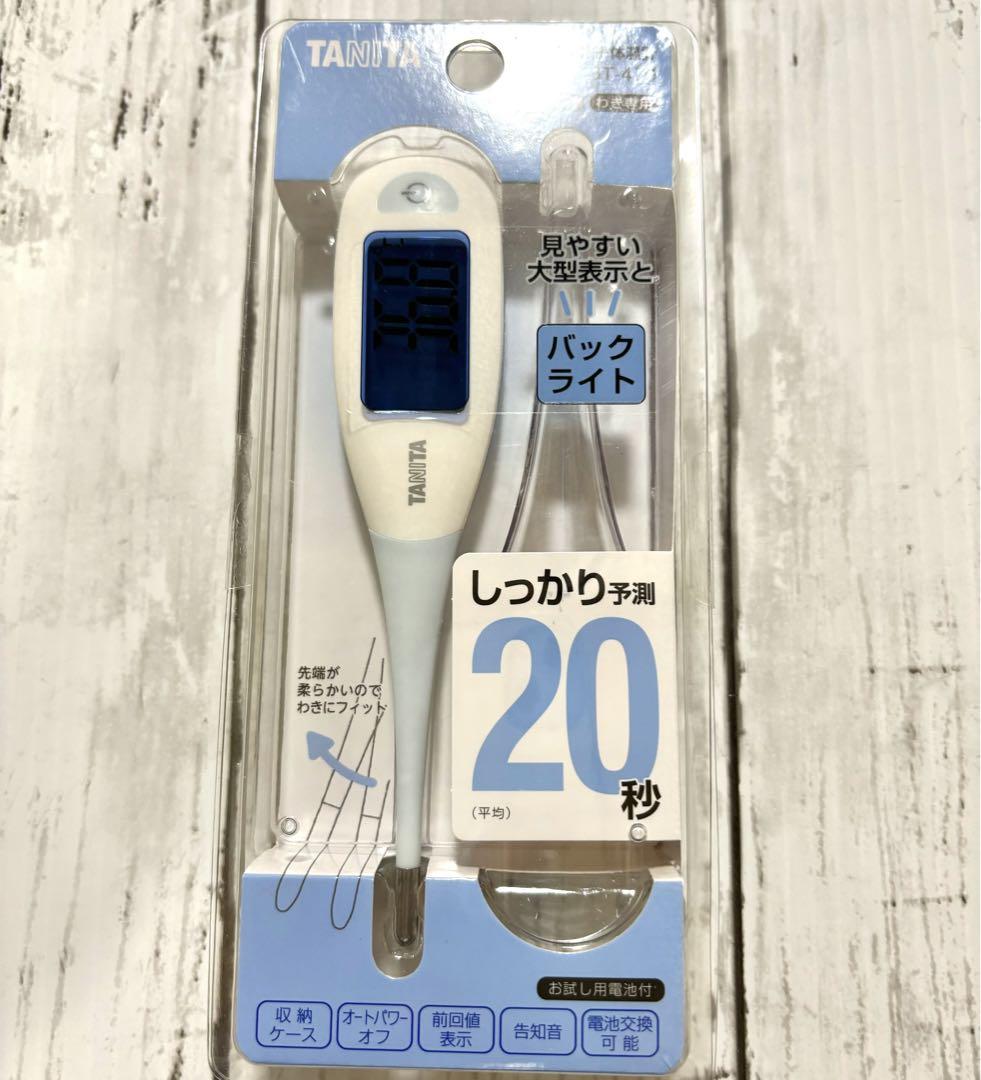 TANITA
わき専用
見やすい
大型表示と
バック
ライト
TANITA
しっかり予測
20秒
(平均)
先端が
柔らかいので
わきにフィット
お試し用電池付
収納
ケース
オートパワー
オフ
前回値
表示
告知音
電池交換
可能